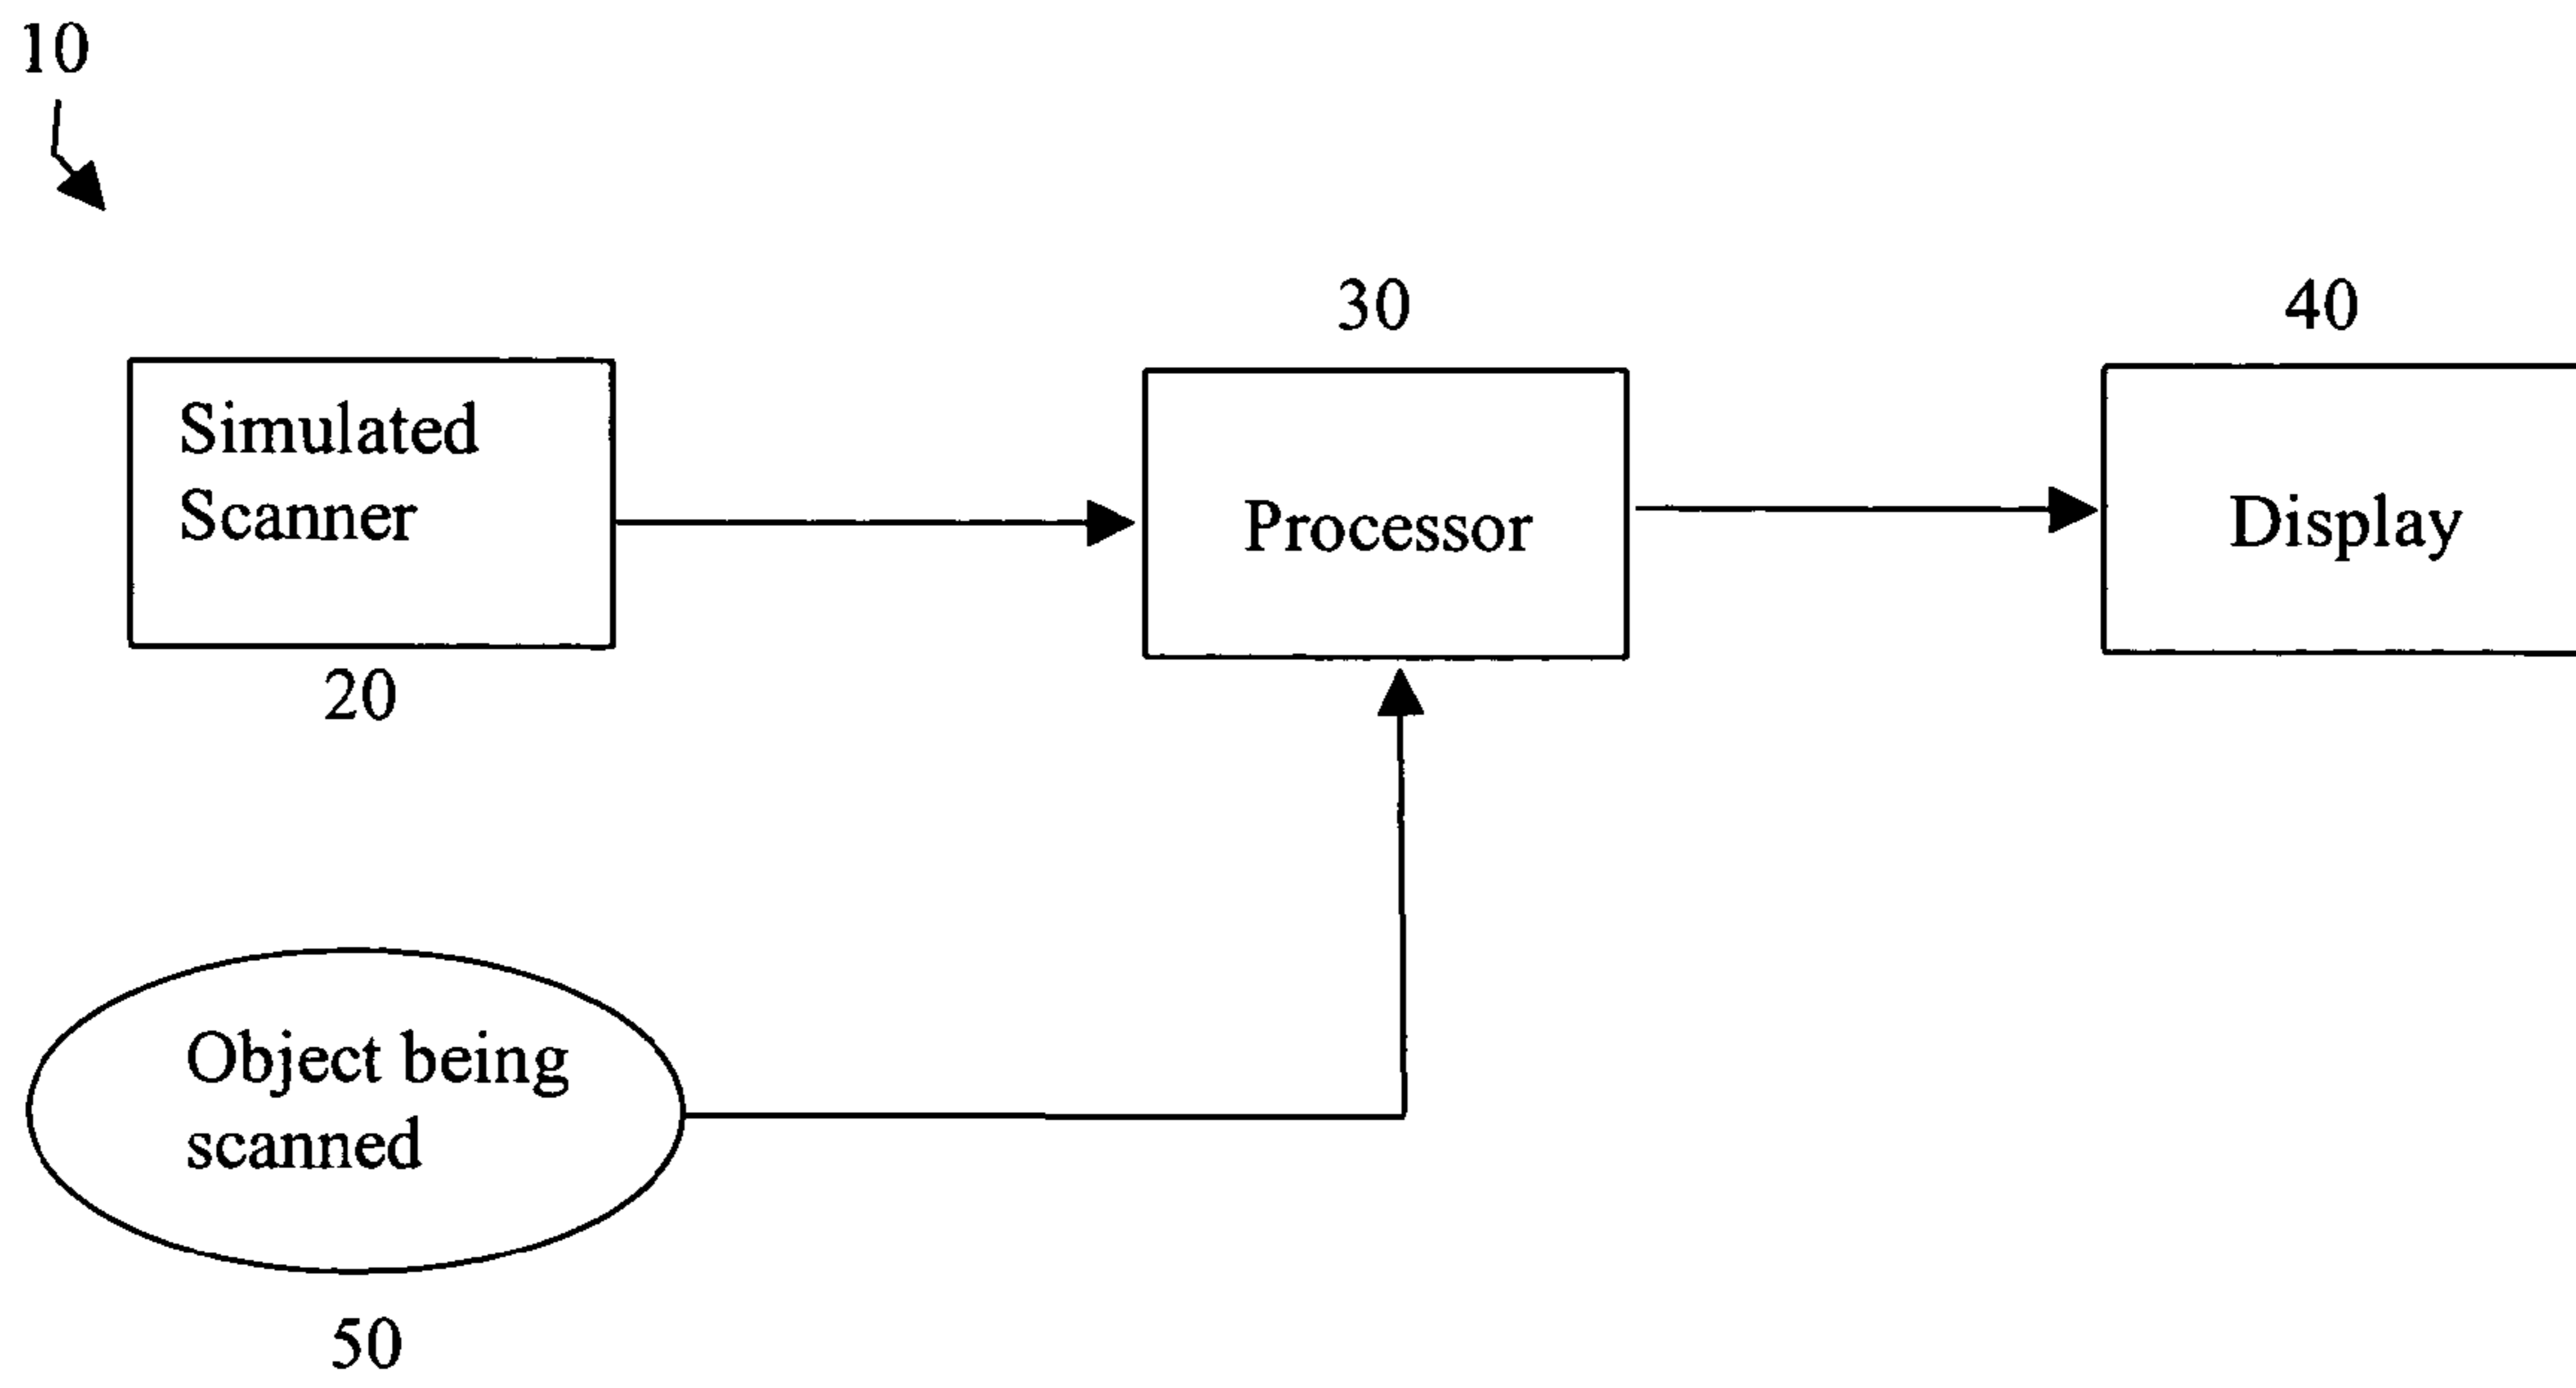 10
30
40
Simulated
Scanner
Processor
Display
20
Object being
scanned
50